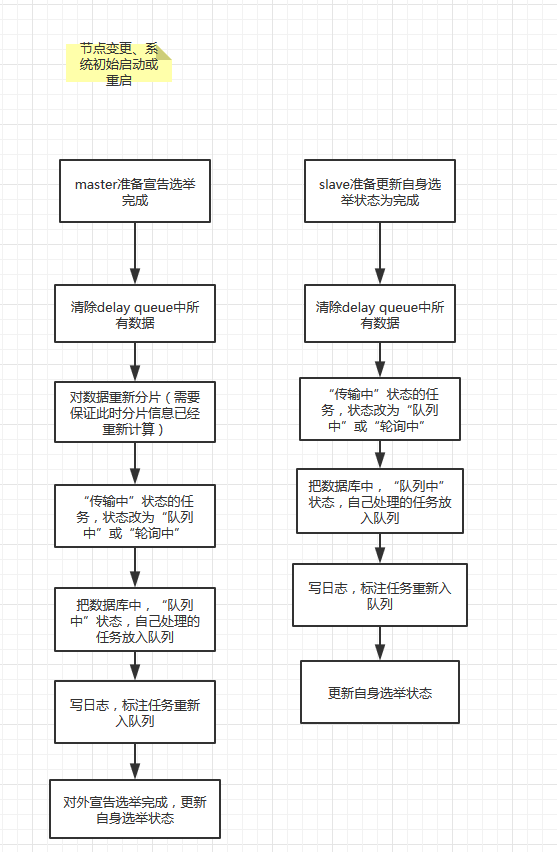 节点变更、系
统初始启动或
重启
master准备宣告选举
完成
清除delay queue中所
有数据
对数据重新分片（需要
保证此时分片信息已经
重新计算）
“传输中”状态的任
务，状态改为“队列
中”或“轮询中”
把数据库中，“队列
中”状态，自己处理的
任务放入队列
写日志，标注任务重新
入队列
对外宣告选举完成，更新
自身选举状态
slave准备更新自身选
举状态为完成
清除delay queue中所
有数据
“传输中”状态的任
务，状态改为“队列
中”或“轮询中”
把数据库中，“队列中”
状态，自己处理的任务放
入队列
写日志，标注任务重新入
队列
更新自身选举状态